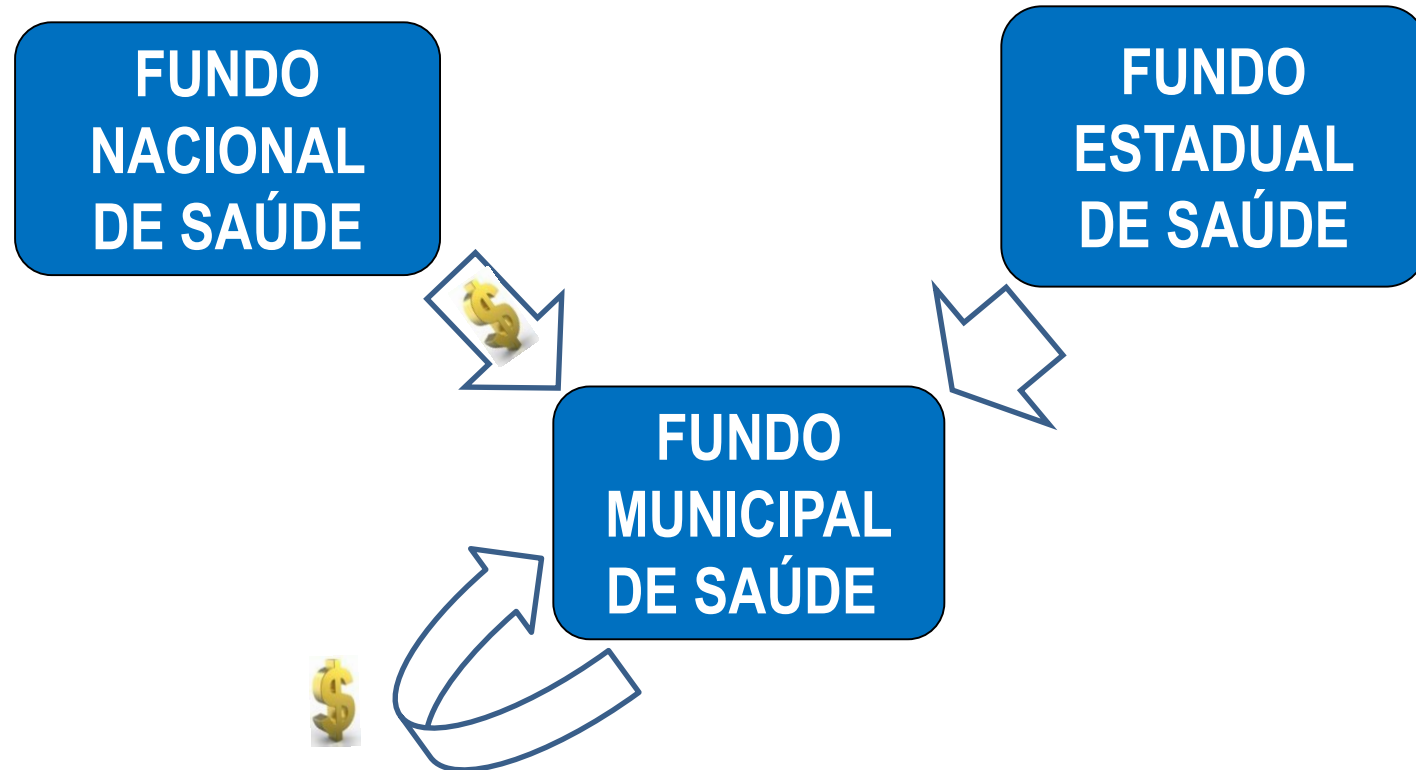 FUNDO
NACIONAL
DE SAÚDE
FUNDO
ESTADUAL
DE SAÚDE
$
FUNDO
MUNICIPAL
DE SAÚDE
$